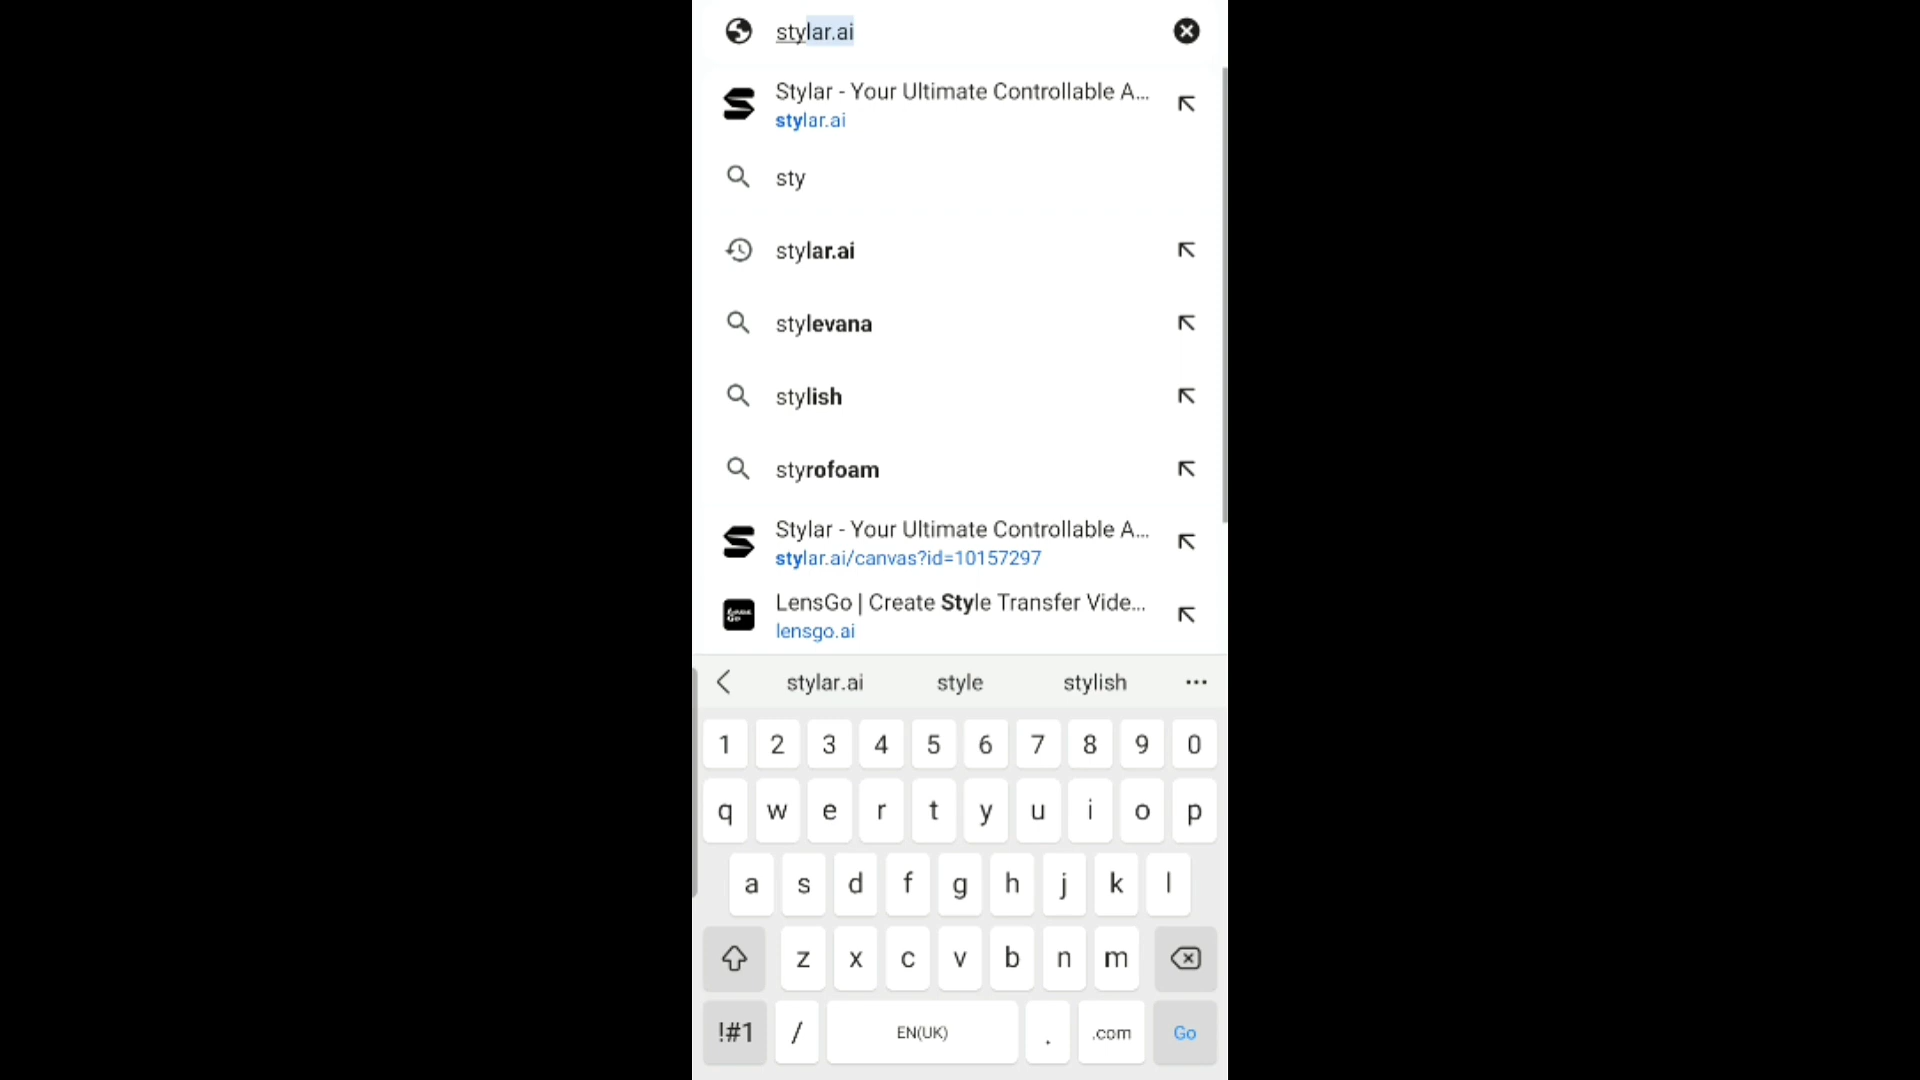 stylar.ai
Stylar - Your Ultimate Controllable A...
stylar.ai
sty
stylar.ai
stylevana
stylish
styrofoam
Stylar - Your Ultimate Controllable A...
stylar.ai/canvas?id=10157297
LensGo | Create Style Transfer Vide...
lensgo.ai
stylar.ai style stylish ...
1 2 3 4 5 6 7 8 9 0
q w e r t y u i o p
a s d f g h j k l
z x c v b n m
!#1 / EN(UK) . .com Go